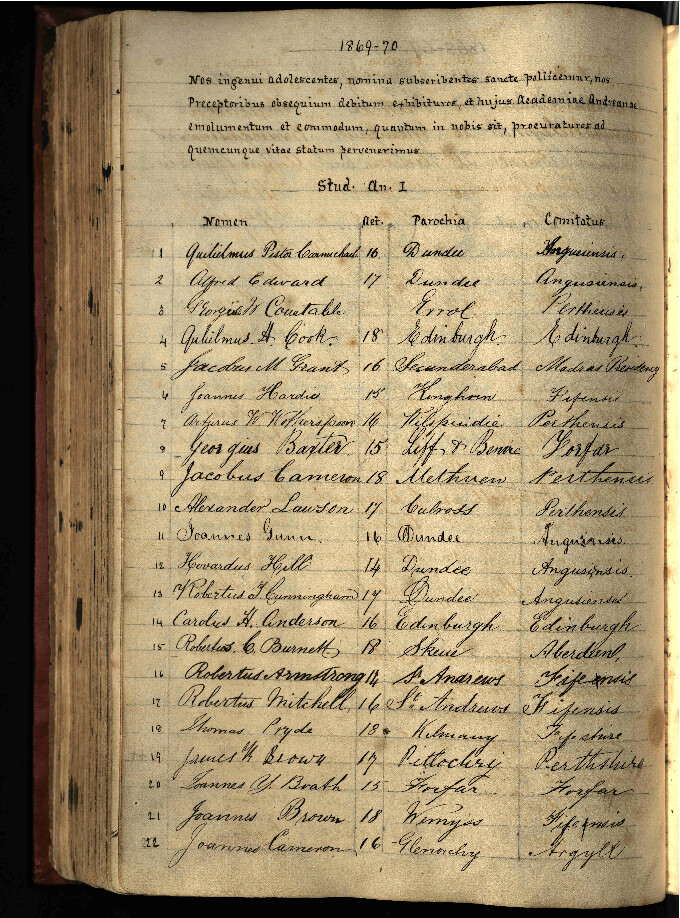 1869-70
Nos ingenui adolescentes, nomina subscribentes sancte pollicemur, nos
Preceptoribus obsequium debitum exhibituros, et hujus Academiae Andreanae
emolumentum et commodum, quantum in nobis sit, procuraturos ad
quemcunque vitae statum pervenerimus
Stud. An. I
Nomen Aet. Parochia Comitatus
1 Gulielmus Pestor Carmichael 16 Dundee Angusiensis.
2 Alfred Edward 17 Dundee Angusiensis.
3 Georgius W Constable Errol Perthensis
4 Guliélmus A. Cook. 18 Edinburgh Edinburgh.
5 Jacobus M. Grant 16 Secunderabad Madras Residency
6 Joannes Hardie 15 Kinghorn Fifensis
7 Arturus W. Wotherspoon 16 Kilspindie Perthensis
8 Georgius Baxter 15 Liff & Benvie Forfar
9 Jacobus Cameron 18 Methven Perthensis
10 Alexander Lawson 17 Culross Perthensis
11 Joannes Gunn. 16 Dundee Angusensis
12 Hovardus Hill 14 Dundee Angusiensis.
13 Robertus J. Cunningham 17 Dundee Angusiensis
14 Carolus H. Anderson 16 Edinburgh Edinburgh
15 Robertus C. Burnett 18 Skene Aberdeen,
16 Robertus Armstrong 14 St Andrews Fifensis
17 Robertus Mitchell, 16 St. Andrews Fifensis
18 Thomas Pryde 18 Kilmany Fifeshire
19 James Brown 17 Pitlochry Perthshire
20 Joannes Y. Boath 15 Forfar Forfar
21 Joannes Brown 18 Wemyss Fifensis
22 Joannes Cameron 16 Glenorchy Argyll